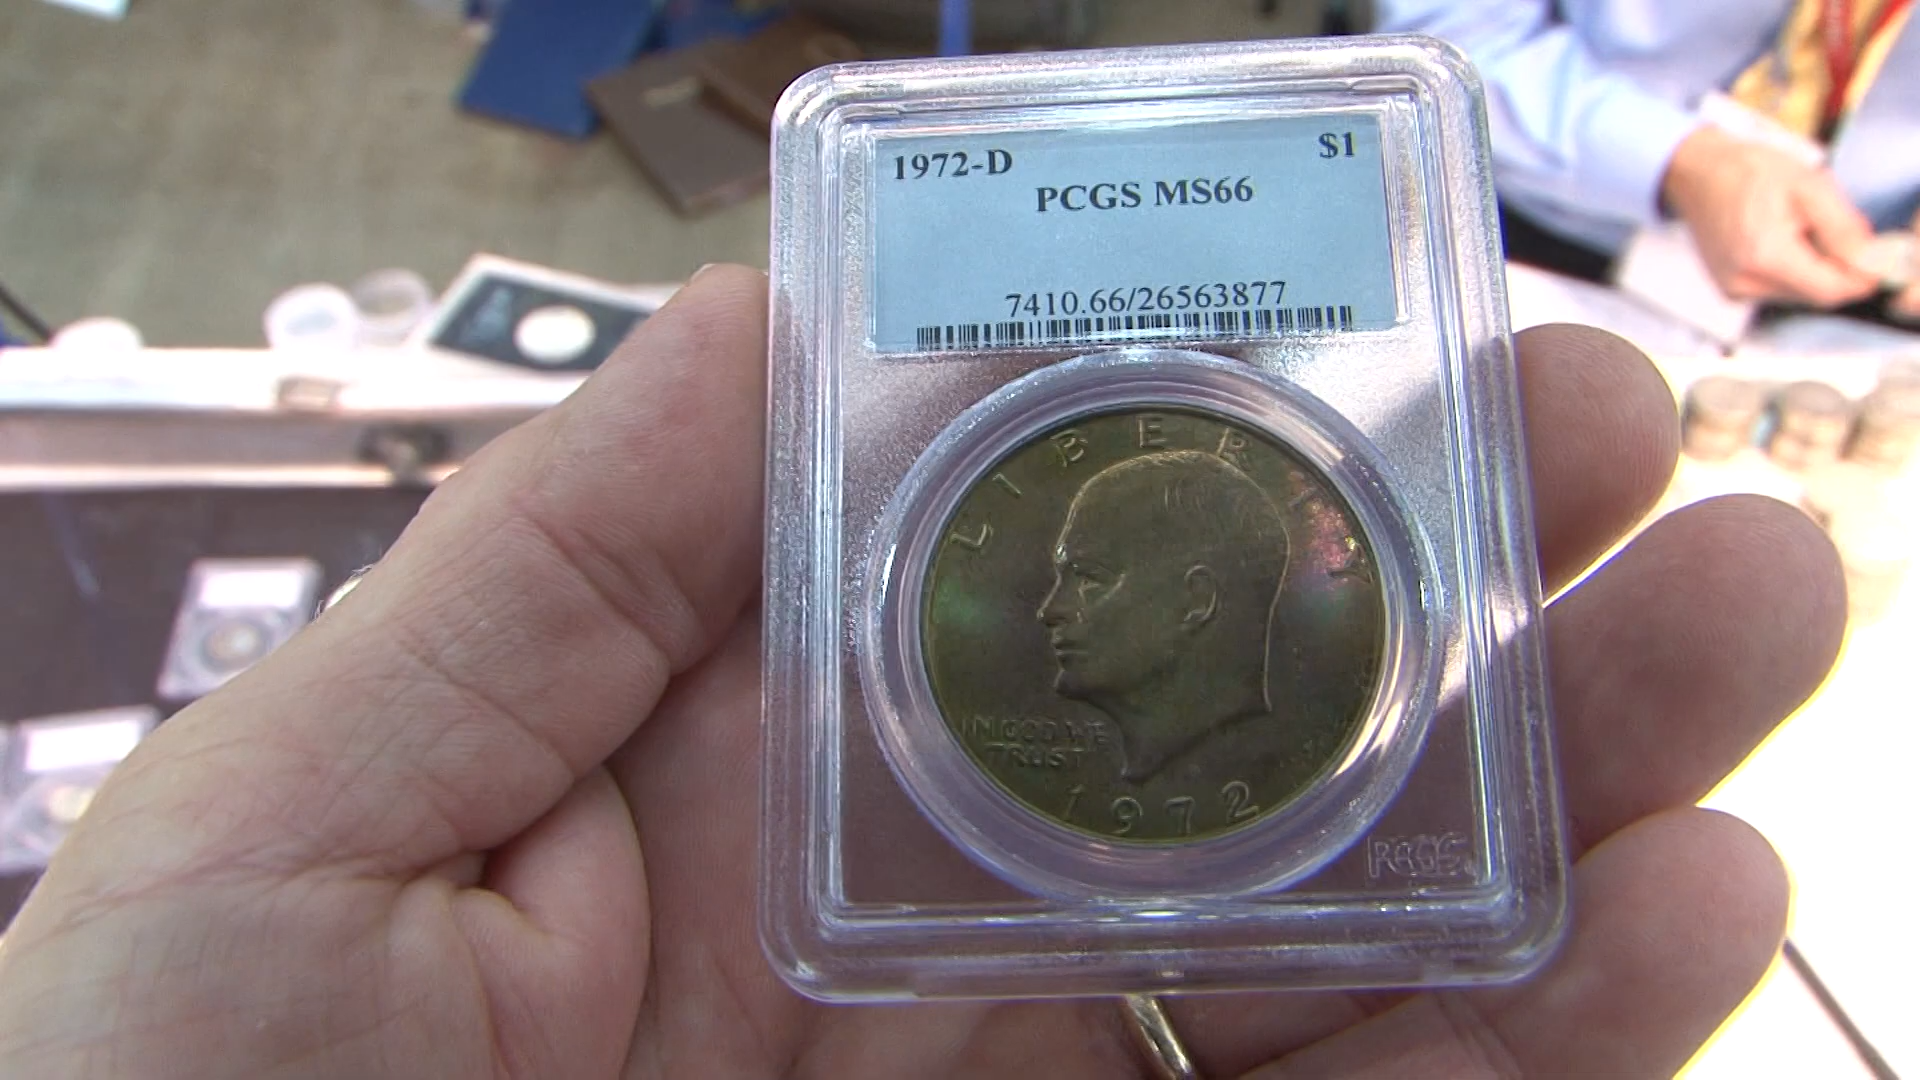 1972-D $1
PCGS MS66
7410.66/26563877
LIBERTY
IN GOD WE
TRUST
1972
PCGS